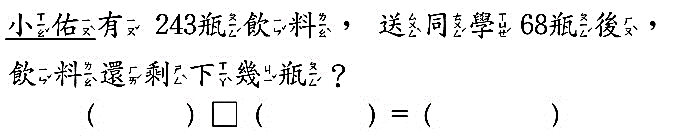 小佑有 243瓶飲料，送同學 68瓶後，
飲料還剩下幾瓶？
(　　　) □ (　　　) = (　　　)